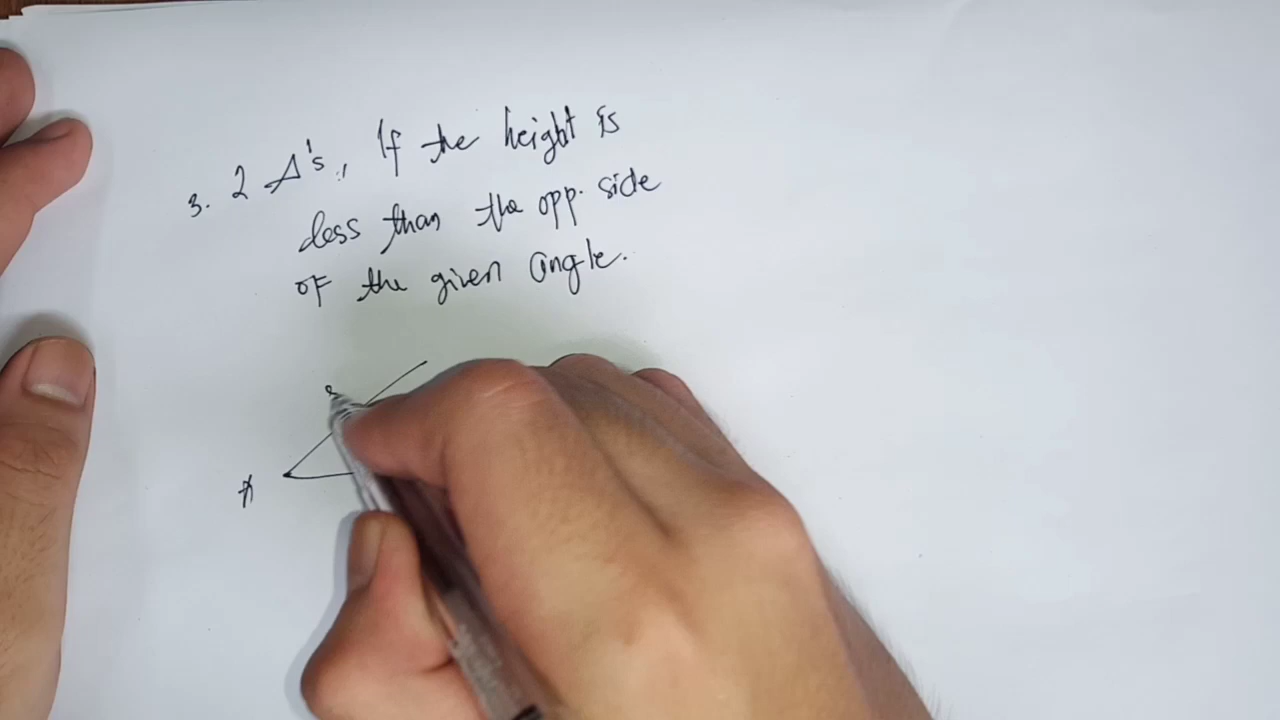 3. 2 Δ's., If the height is
less than the opp. side
of the given angle.
A